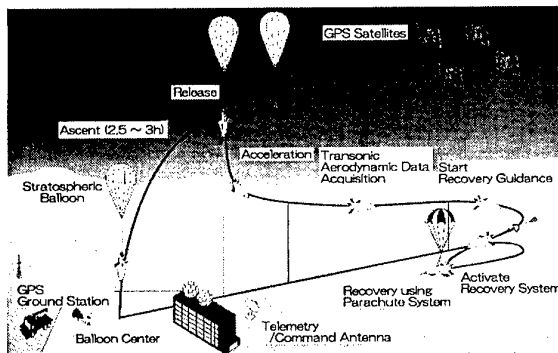 GPS Satellites
Release
Ascent (2.5 ~ 3h)
Acceleration
Transonic
Aerodynamic Data
Acquisition
Start
Recovery Guidance
Stratospheric
Balloon
GPS
Ground Station
Balloon Center
Telemetry
/Command Antenna
Recovery using
Parachute System
Activate
Recovery System